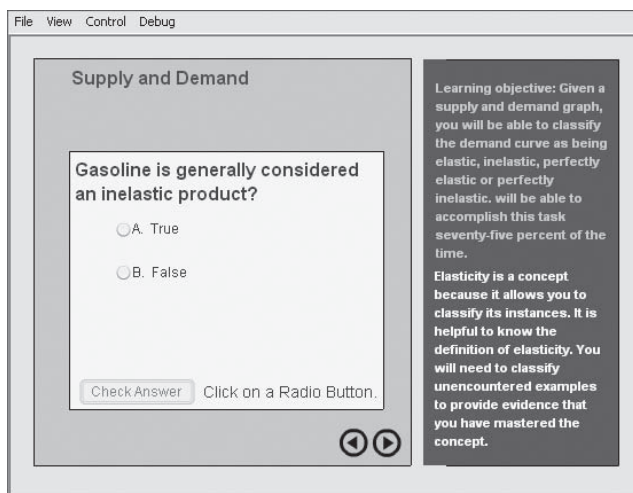 File View Control Debug
Supply and Demand
Gasoline is generally considered
an inelastic product?
A. True
B. False
Check Answer Click on a Radio Button.
Learning objective: Given a
supply and demand graph,
you will be able to classify
the demand curve as being
elastic, inelastic, perfectly
elastic or perfectly
inelastic. will be able to
accomplish this task
seventy-five percent of the
time.
Elasticity is a concept
because it allows you to
classify its instances. It is
helpful to know the
definition of elasticity. You
will need to classify
unencountered examples
to provide evidence that
you have mastered the
concept.